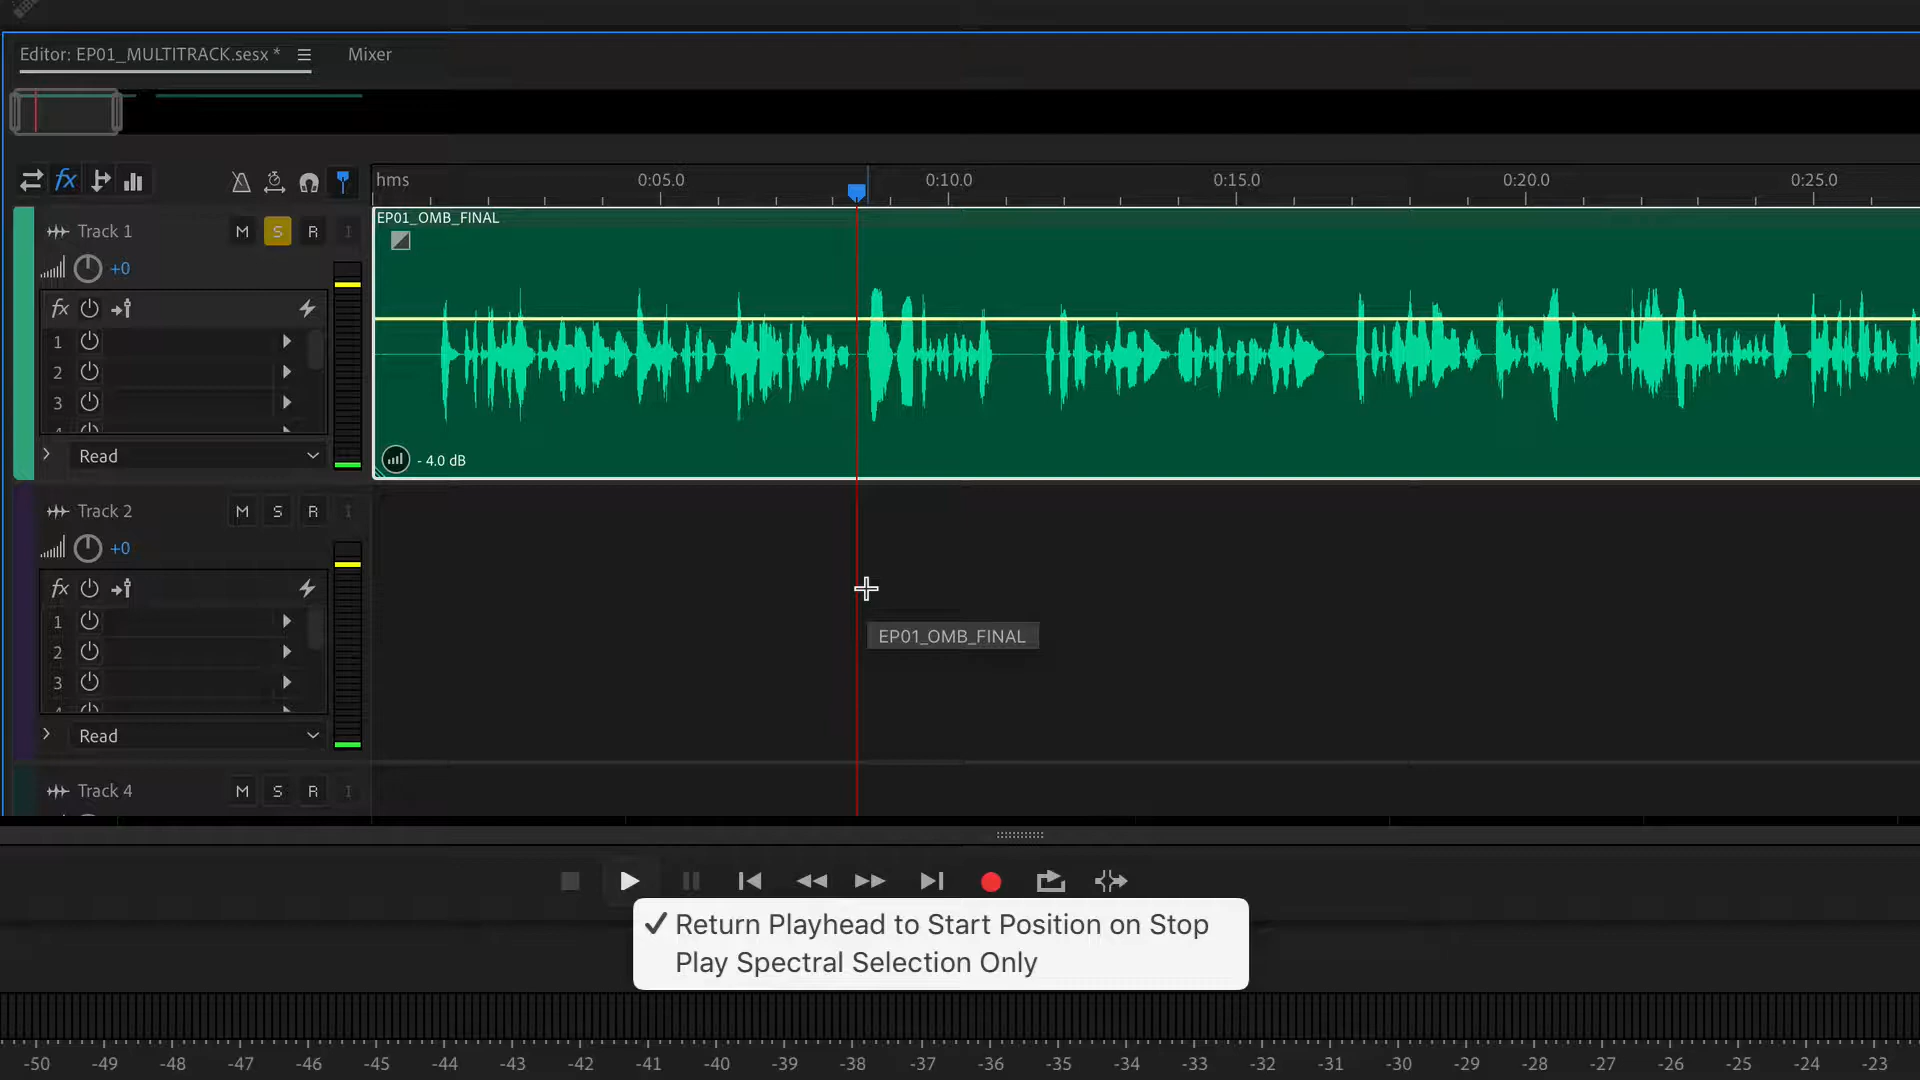 Editor: EP01_MULTITRACK.sesx *
Mixer
fx
hms 0:05.0 0:10.0 0:15.0 0:20.0 0:25.0
Track 1 M S R I
EP01_OMB_FINAL
+0
fx
1
2
3
Read
- 4.0 dB
Track 2 M S R I
+0
fx
1
2
3
EP01_OMB_FINAL
Read
Track 4 M S R I
✓ Return Playhead to Start Position on Stop
Play Spectral Selection Only
-50 -49 -48 -47 -46 -45 -44 -43 -42 -41 -40 -39 -38 -37 -36 -35 -34 -33 -32 -31 -30 -29 -28 -27 -26 -25 -24 -23